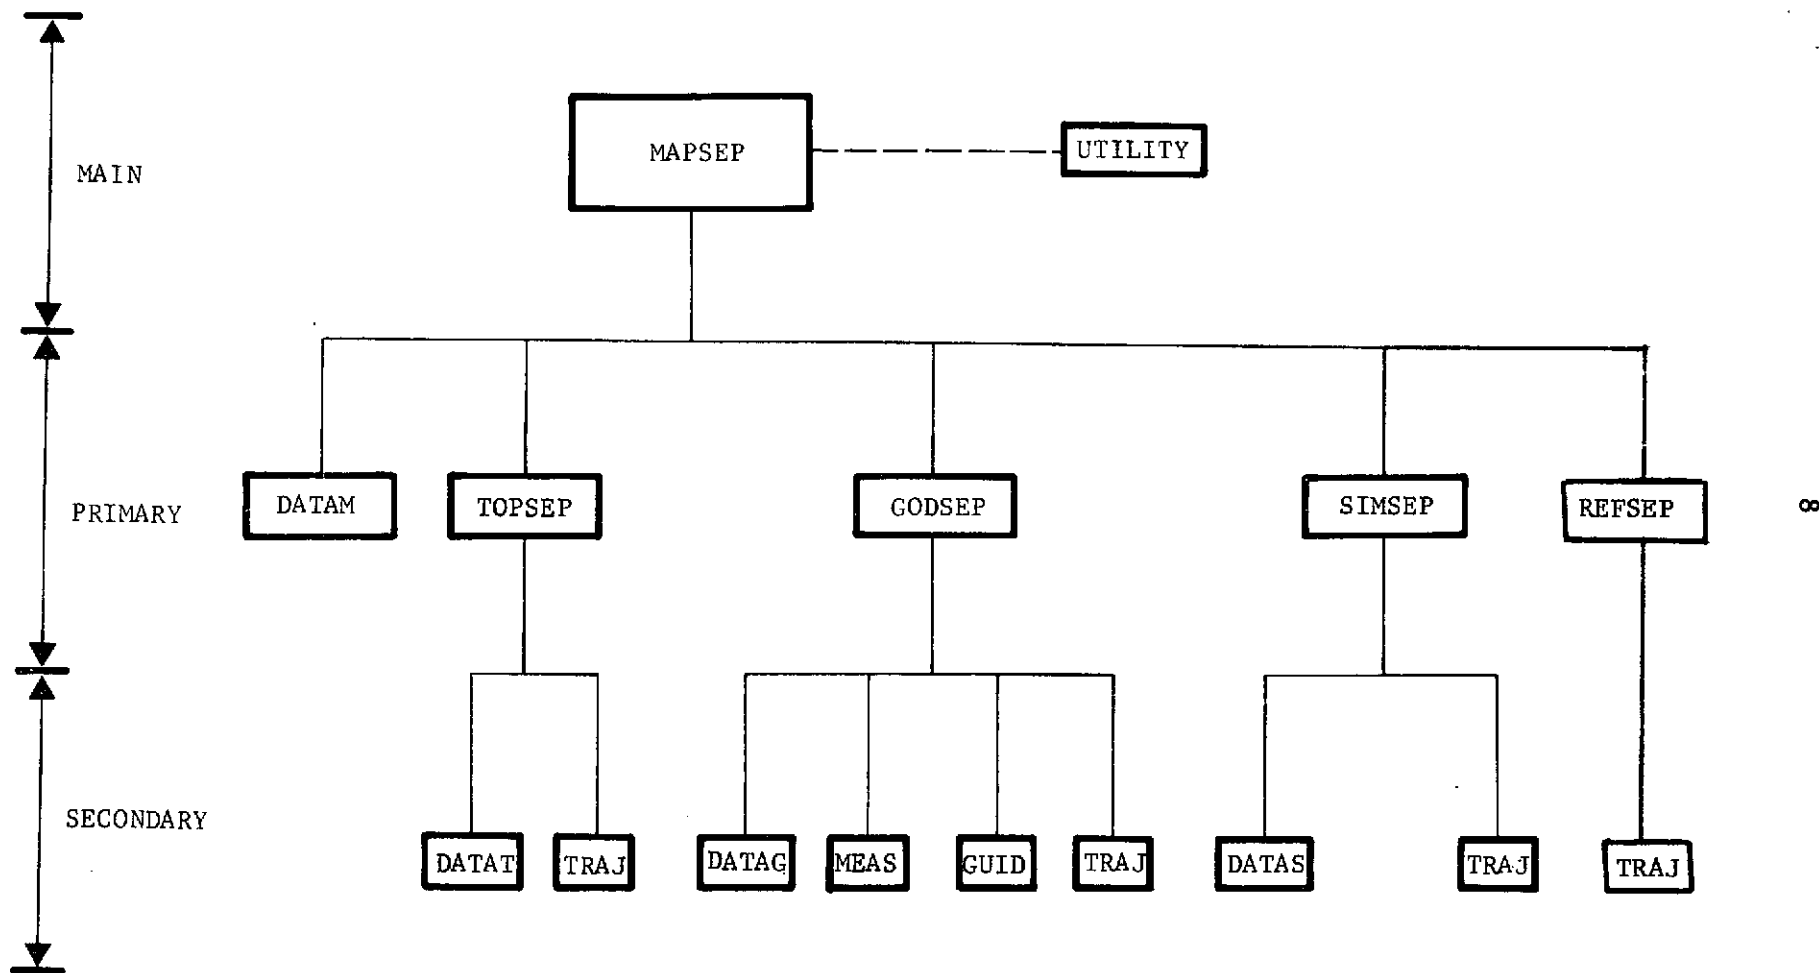 MAIN
MAPSEP
UTILITY
PRIMARY
DATAM
TOPSEP
GODSEP
SIMSEP
REFSEP
8
SECONDARY
DATAT
TRAJ
DATAG
MEAS
GUID
TRAJ
DATAS
TRAJ
TRAJ